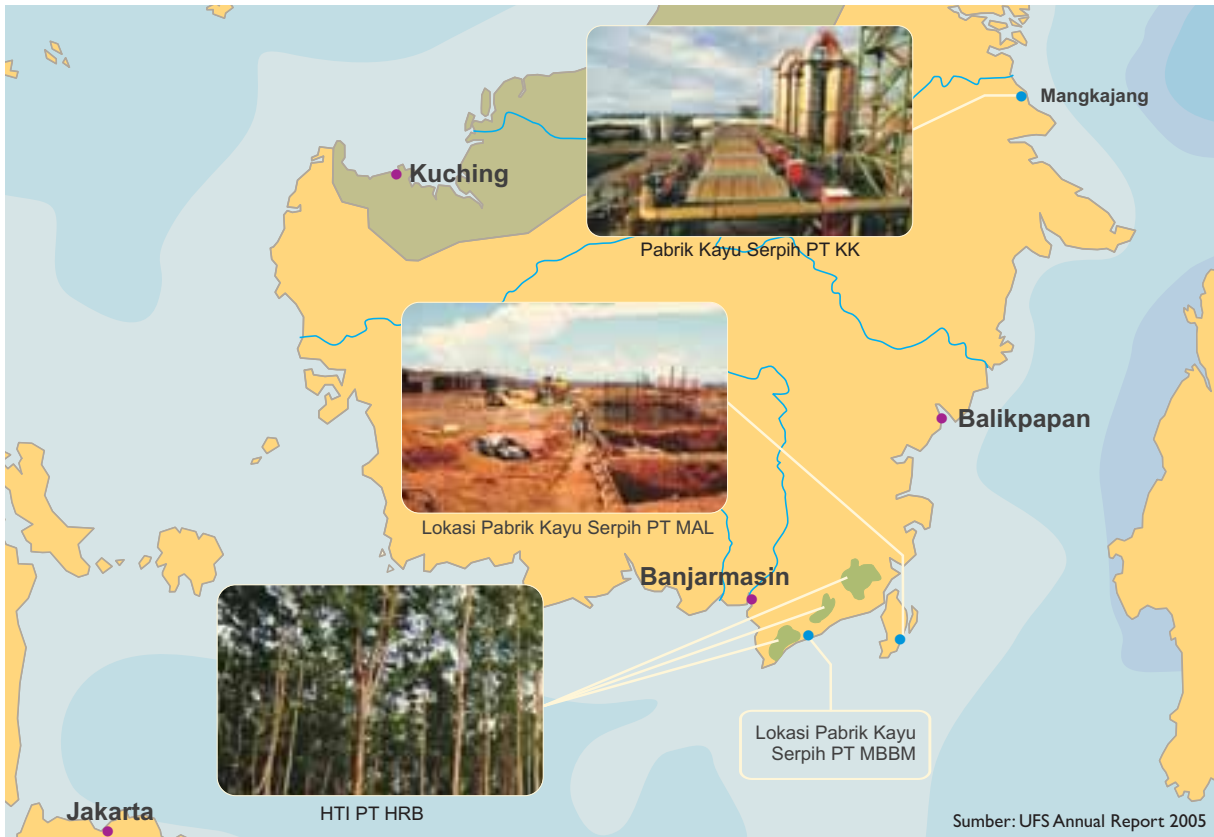 Mangkajang
Kuching
Pabrik Kayu Serpih PT KK
Balikpapan
Lokasi Pabrik Kayu Serpih PT MAL
Banjarmasin
Lokasi Pabrik Kayu
Serpih PT MBBM
HTI PT HRB
Jakarta
Sumber: UFS Annual Report 2005